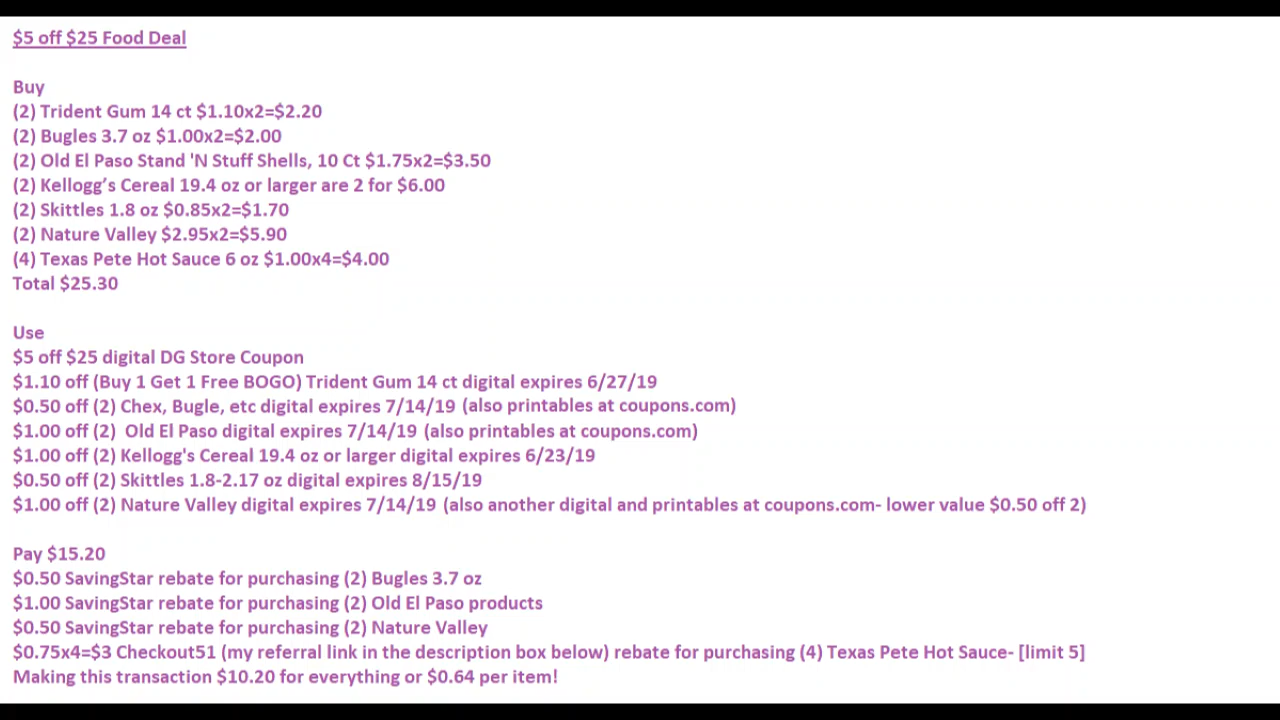 $5 off $25 Food Deal
Buy
(2) Trident Gum 14 ct $1.10x2=$2.20
(2) Bugles 3.7 oz $1.00x2=$2.00
(2) Old El Paso Stand 'N Stuff Shells, 10 Ct $1.75x2=$3.50
(2) Kellogg’s Cereal 19.4 oz or larger are 2 for $6.00
(2) Skittles 1.8 oz $0.85x2=$1.70
(2) Nature Valley $2.95x2=$5.90
(4) Texas Pete Hot Sauce 6 oz $1.00x4=$4.00
Total $25.30
Use
$5 off $25 digital DG Store Coupon
$1.10 off (Buy 1 Get 1 Free BOGO) Trident Gum 14 ct digital expires 6/27/19
$0.50 off (2) Chex, Bugle, etc digital expires 7/14/19 (also printables at coupons.com)
$1.00 off (2)  Old El Paso digital expires 7/14/19 (also printables at coupons.com)
$1.00 off (2) Kellogg's Cereal 19.4 oz or larger digital expires 6/23/19
$0.50 off (2) Skittles 1.8-2.17 oz digital expires 8/15/19
$1.00 off (2) Nature Valley digital expires 7/14/19 (also another digital and printables at coupons.com- lower value $0.50 off 2)
Pay $15.20
$0.50 SavingStar rebate for purchasing (2) Bugles 3.7 oz
$1.00 SavingStar rebate for purchasing (2) Old El Paso products
$0.50 SavingStar rebate for purchasing (2) Nature Valley
$0.75x4=$3 Checkout51 (my referral link in the description box below) rebate for purchasing (4) Texas Pete Hot Sauce- [limit 5]
Making this transaction $10.20 for everything or $0.64 per item!